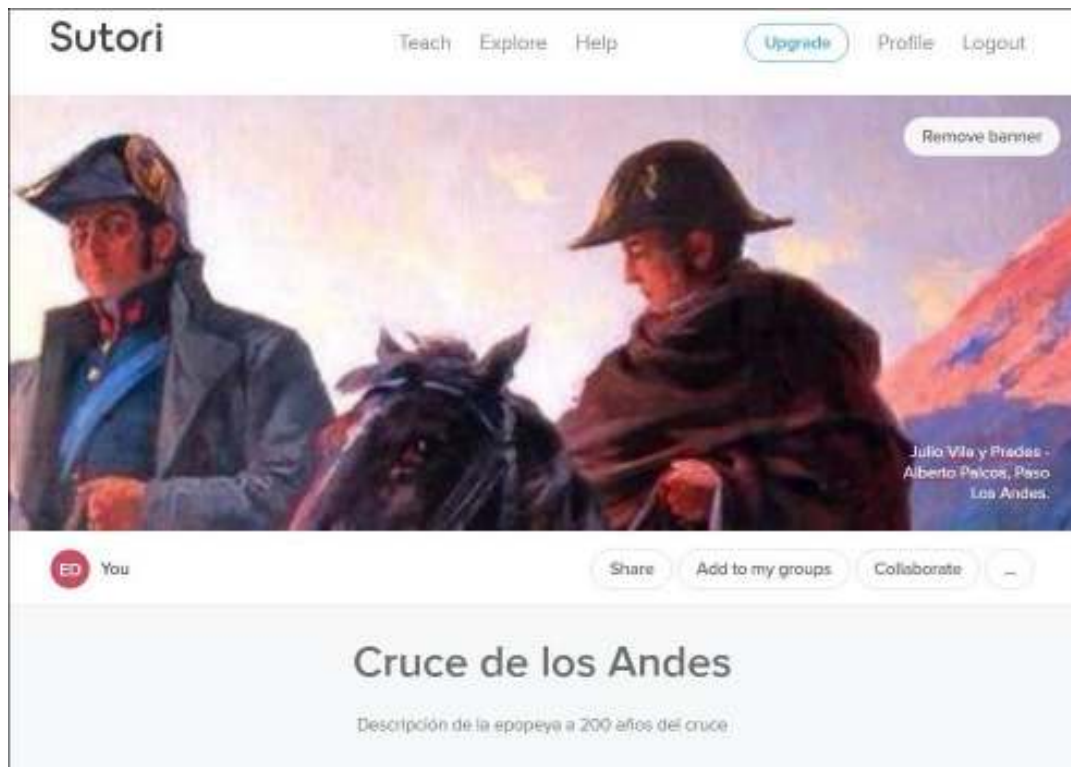 Sutori
Teach Explore Help Upgrade Profile Logout
Remove banner
Julio Vila y Prades -
Alberto Palcos, Paso
Los Andes.
ED You Share Add to my groups Collaborate ...
Cruce de los Andes
Descripción de la epopeya a 200 años del cruce